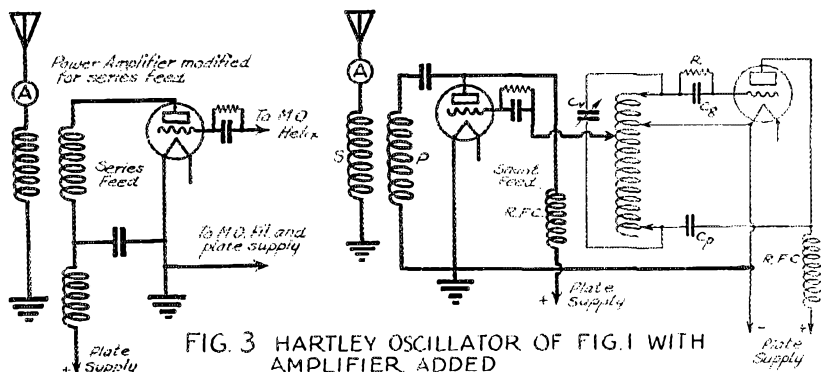 A
Power Amplifier modified
for series feed
To M.O.
Helix
Series
Feed
To M.O. Fil. and
plate supply
+
Plate
Supply
A
S
P
Shunt
Feed
R.F.C.
+
Plate
Supply
Cv
R
Cg
Cp
R.F.C.
-
+
Plate
Supply
FIG. 3 HARTLEY OSCILLATOR OF FIG.1 WITH
AMPLIFIER ADDED